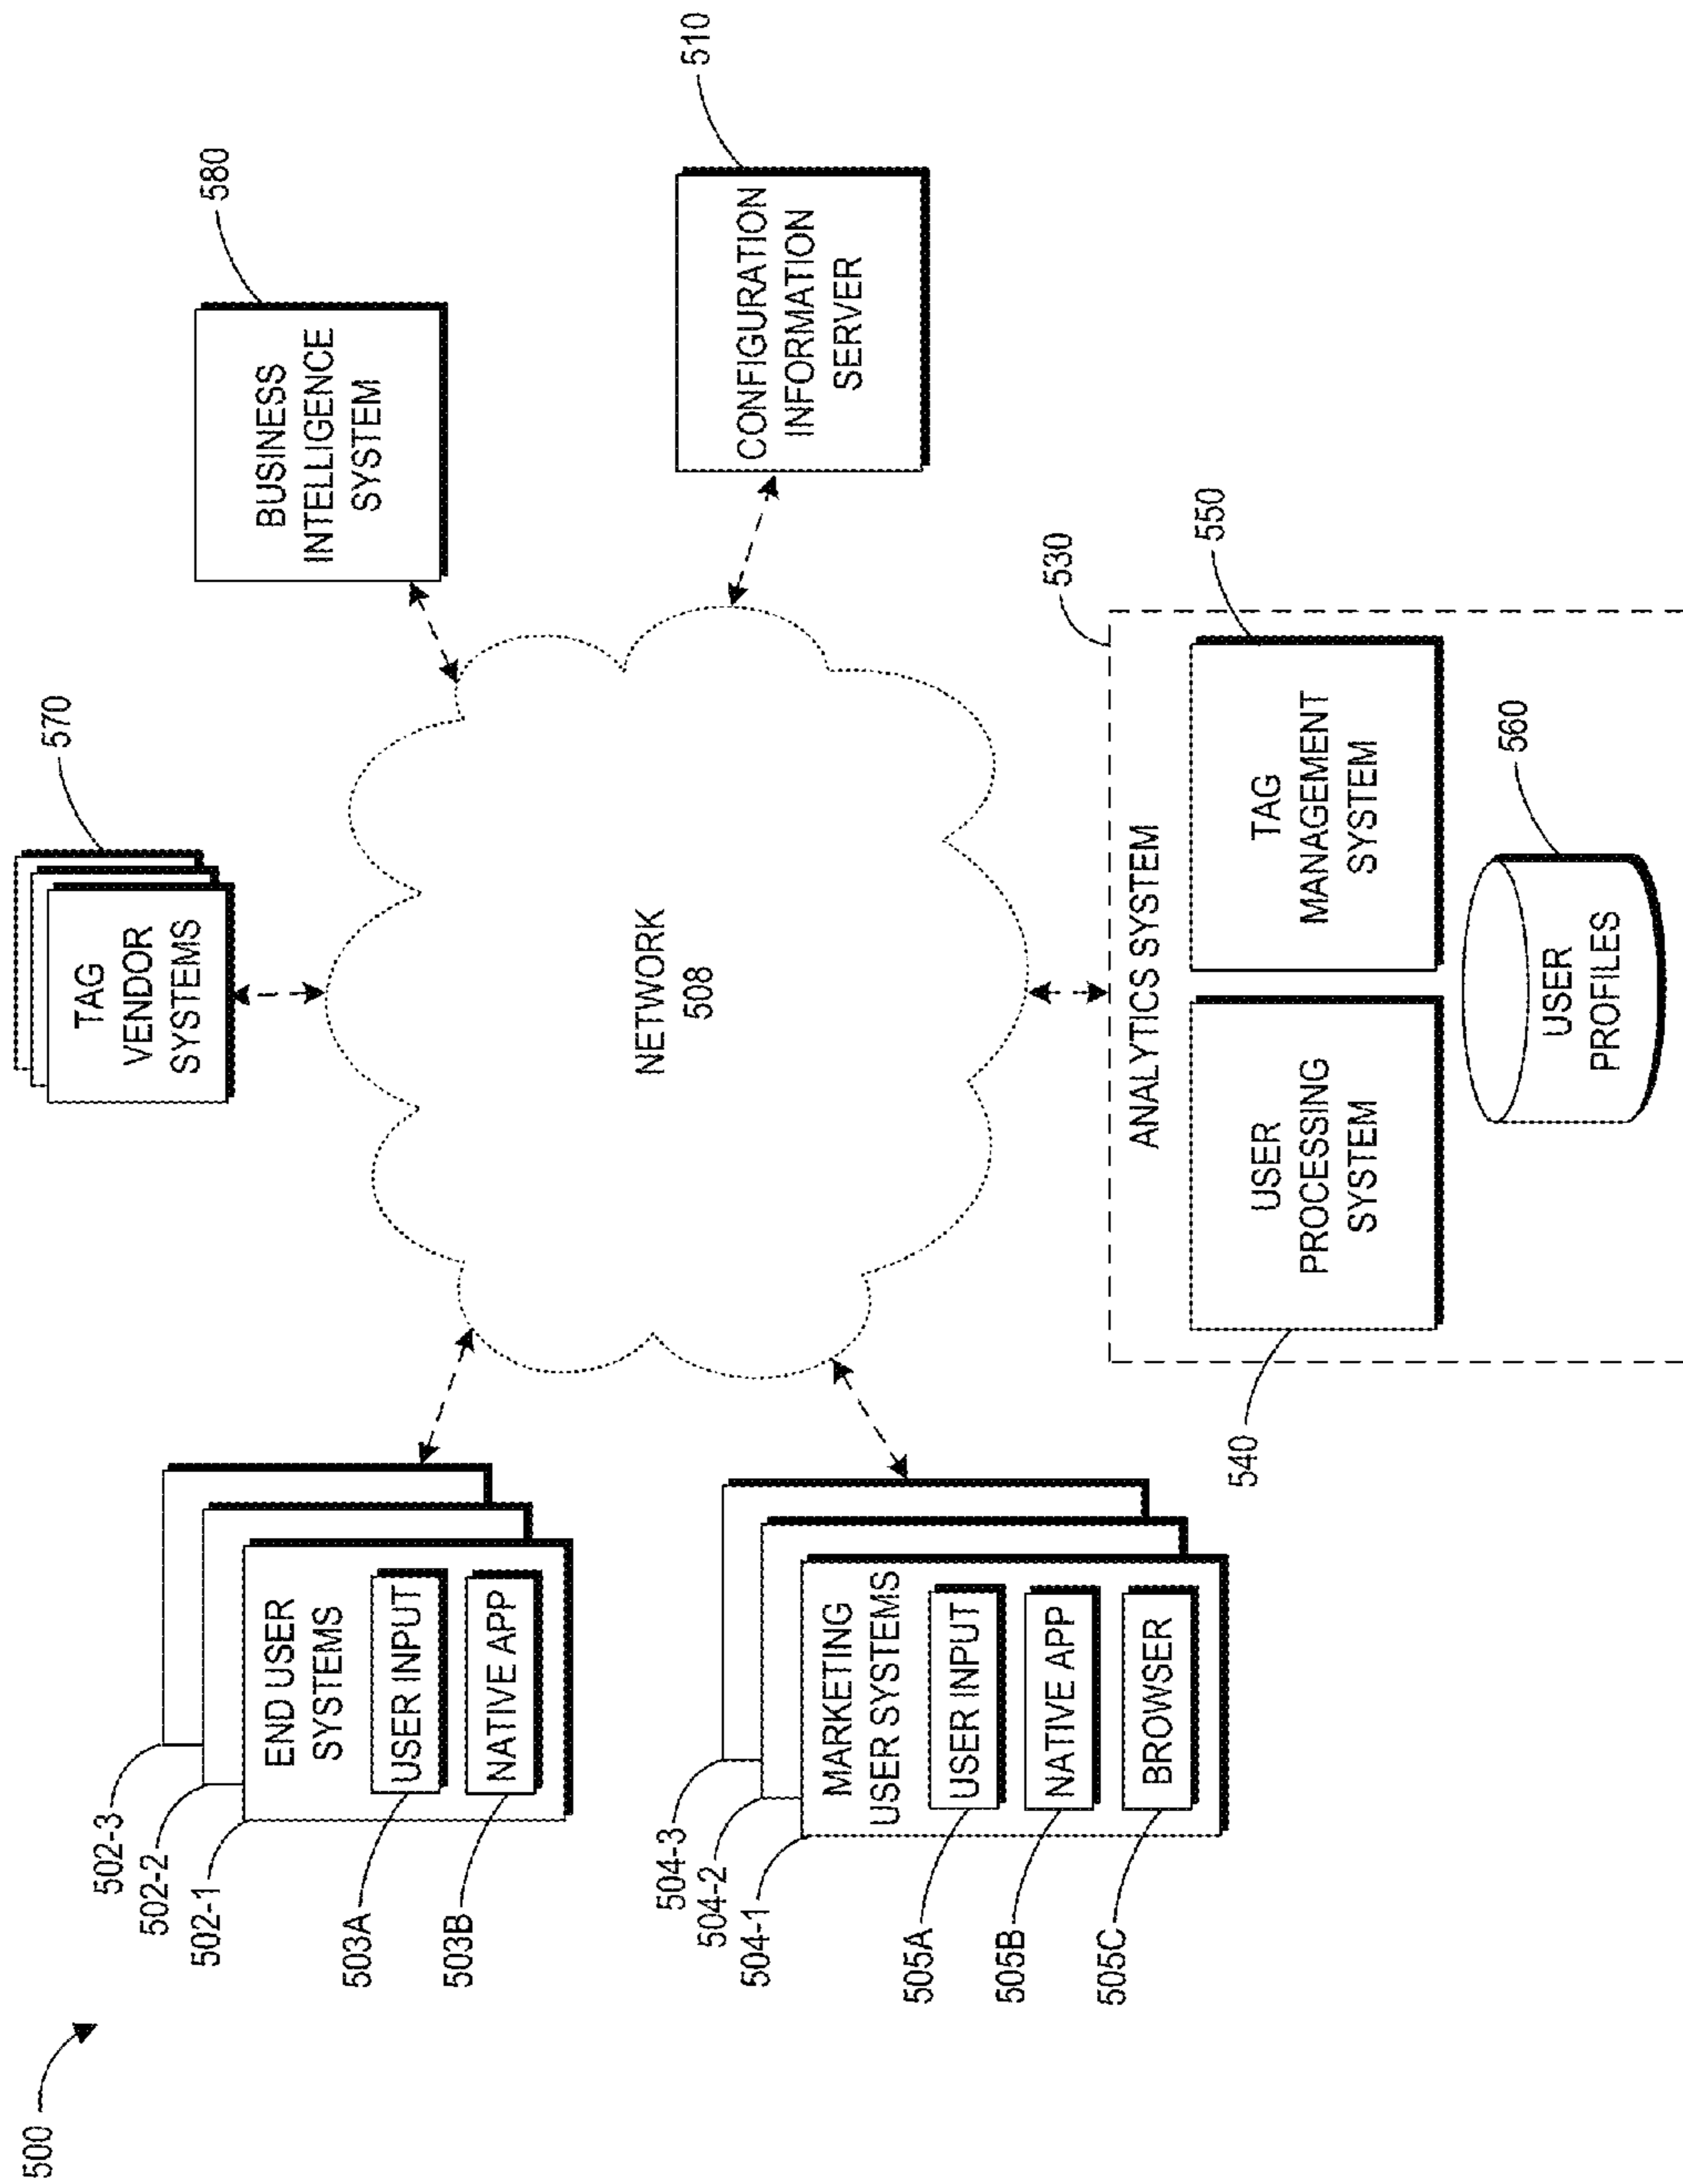 500
502-3
502-2
502-1
503A
503B
END USER
SYSTEMS
USER INPUT
NATIVE APP
504-3
504-2
504-1
505A
505B
505C
MARKETING
USER SYSTEMS
USER INPUT
NATIVE APP
BROWSER
570
TAG
VENDOR
SYSTEMS
NETWORK
508
580
BUSINESS
INTELLIGENCE
SYSTEM
510
CONFIGURATION
INFORMATION
SERVER
530
ANALYTICS SYSTEM
540
USER
PROCESSING
SYSTEM
550
TAG
MANAGEMENT
SYSTEM
560
USER
PROFILES